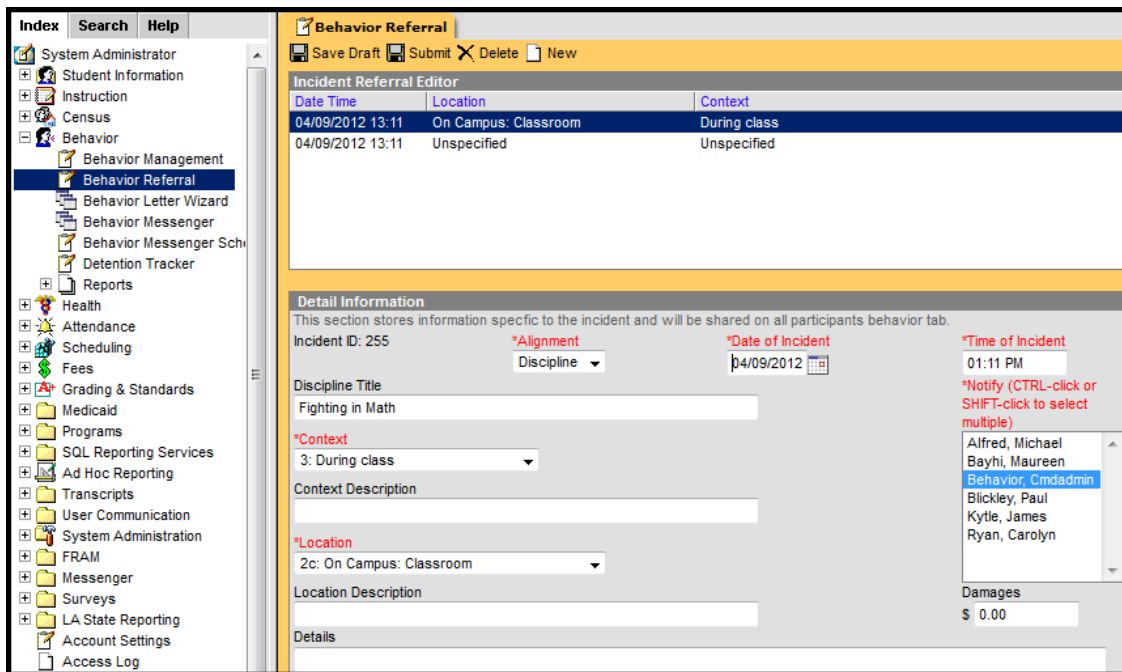 Index Search Help
System Administrator
Student Information
Instruction
Census
Behavior
Behavior Management
Behavior Referral
Behavior Letter Wizard
Behavior Messenger
Behavior Messenger Sch
Detention Tracker
Reports
Health
Attendance
Scheduling
Fees
Grading & Standards
Medicaid
Programs
SQL Reporting Services
Ad Hoc Reporting
Transcripts
User Communication
System Administration
FRAM
Messenger
Surveys
LA State Reporting
Account Settings
Access Log
Behavior Referral
Save Draft Submit Delete New
Incident Referral Editor
Date Time Location Context
04/09/2012 13:11 On Campus: Classroom During class
04/09/2012 13:11 Unspecified Unspecified
Detail Information
This section stores information specfic to the incident and will be shared on all participants behavior tab.
Incident ID: 255 *Alignment *Date of Incident *Time of Incident
Discipline 04/09/2012 01:11 PM
Discipline Title
Fighting in Math
*Context
3: During class
Context Description
*Location
2c: On Campus: Classroom
Location Description
Details
*Notify (CTRL-click or
SHIFT-click to select
multiple)
Alfred, Michael
Bayhi, Maureen
Behavior, Cmdadmin
Blickley, Paul
Kytle, James
Ryan, Carolyn
Damages
$ 0.00